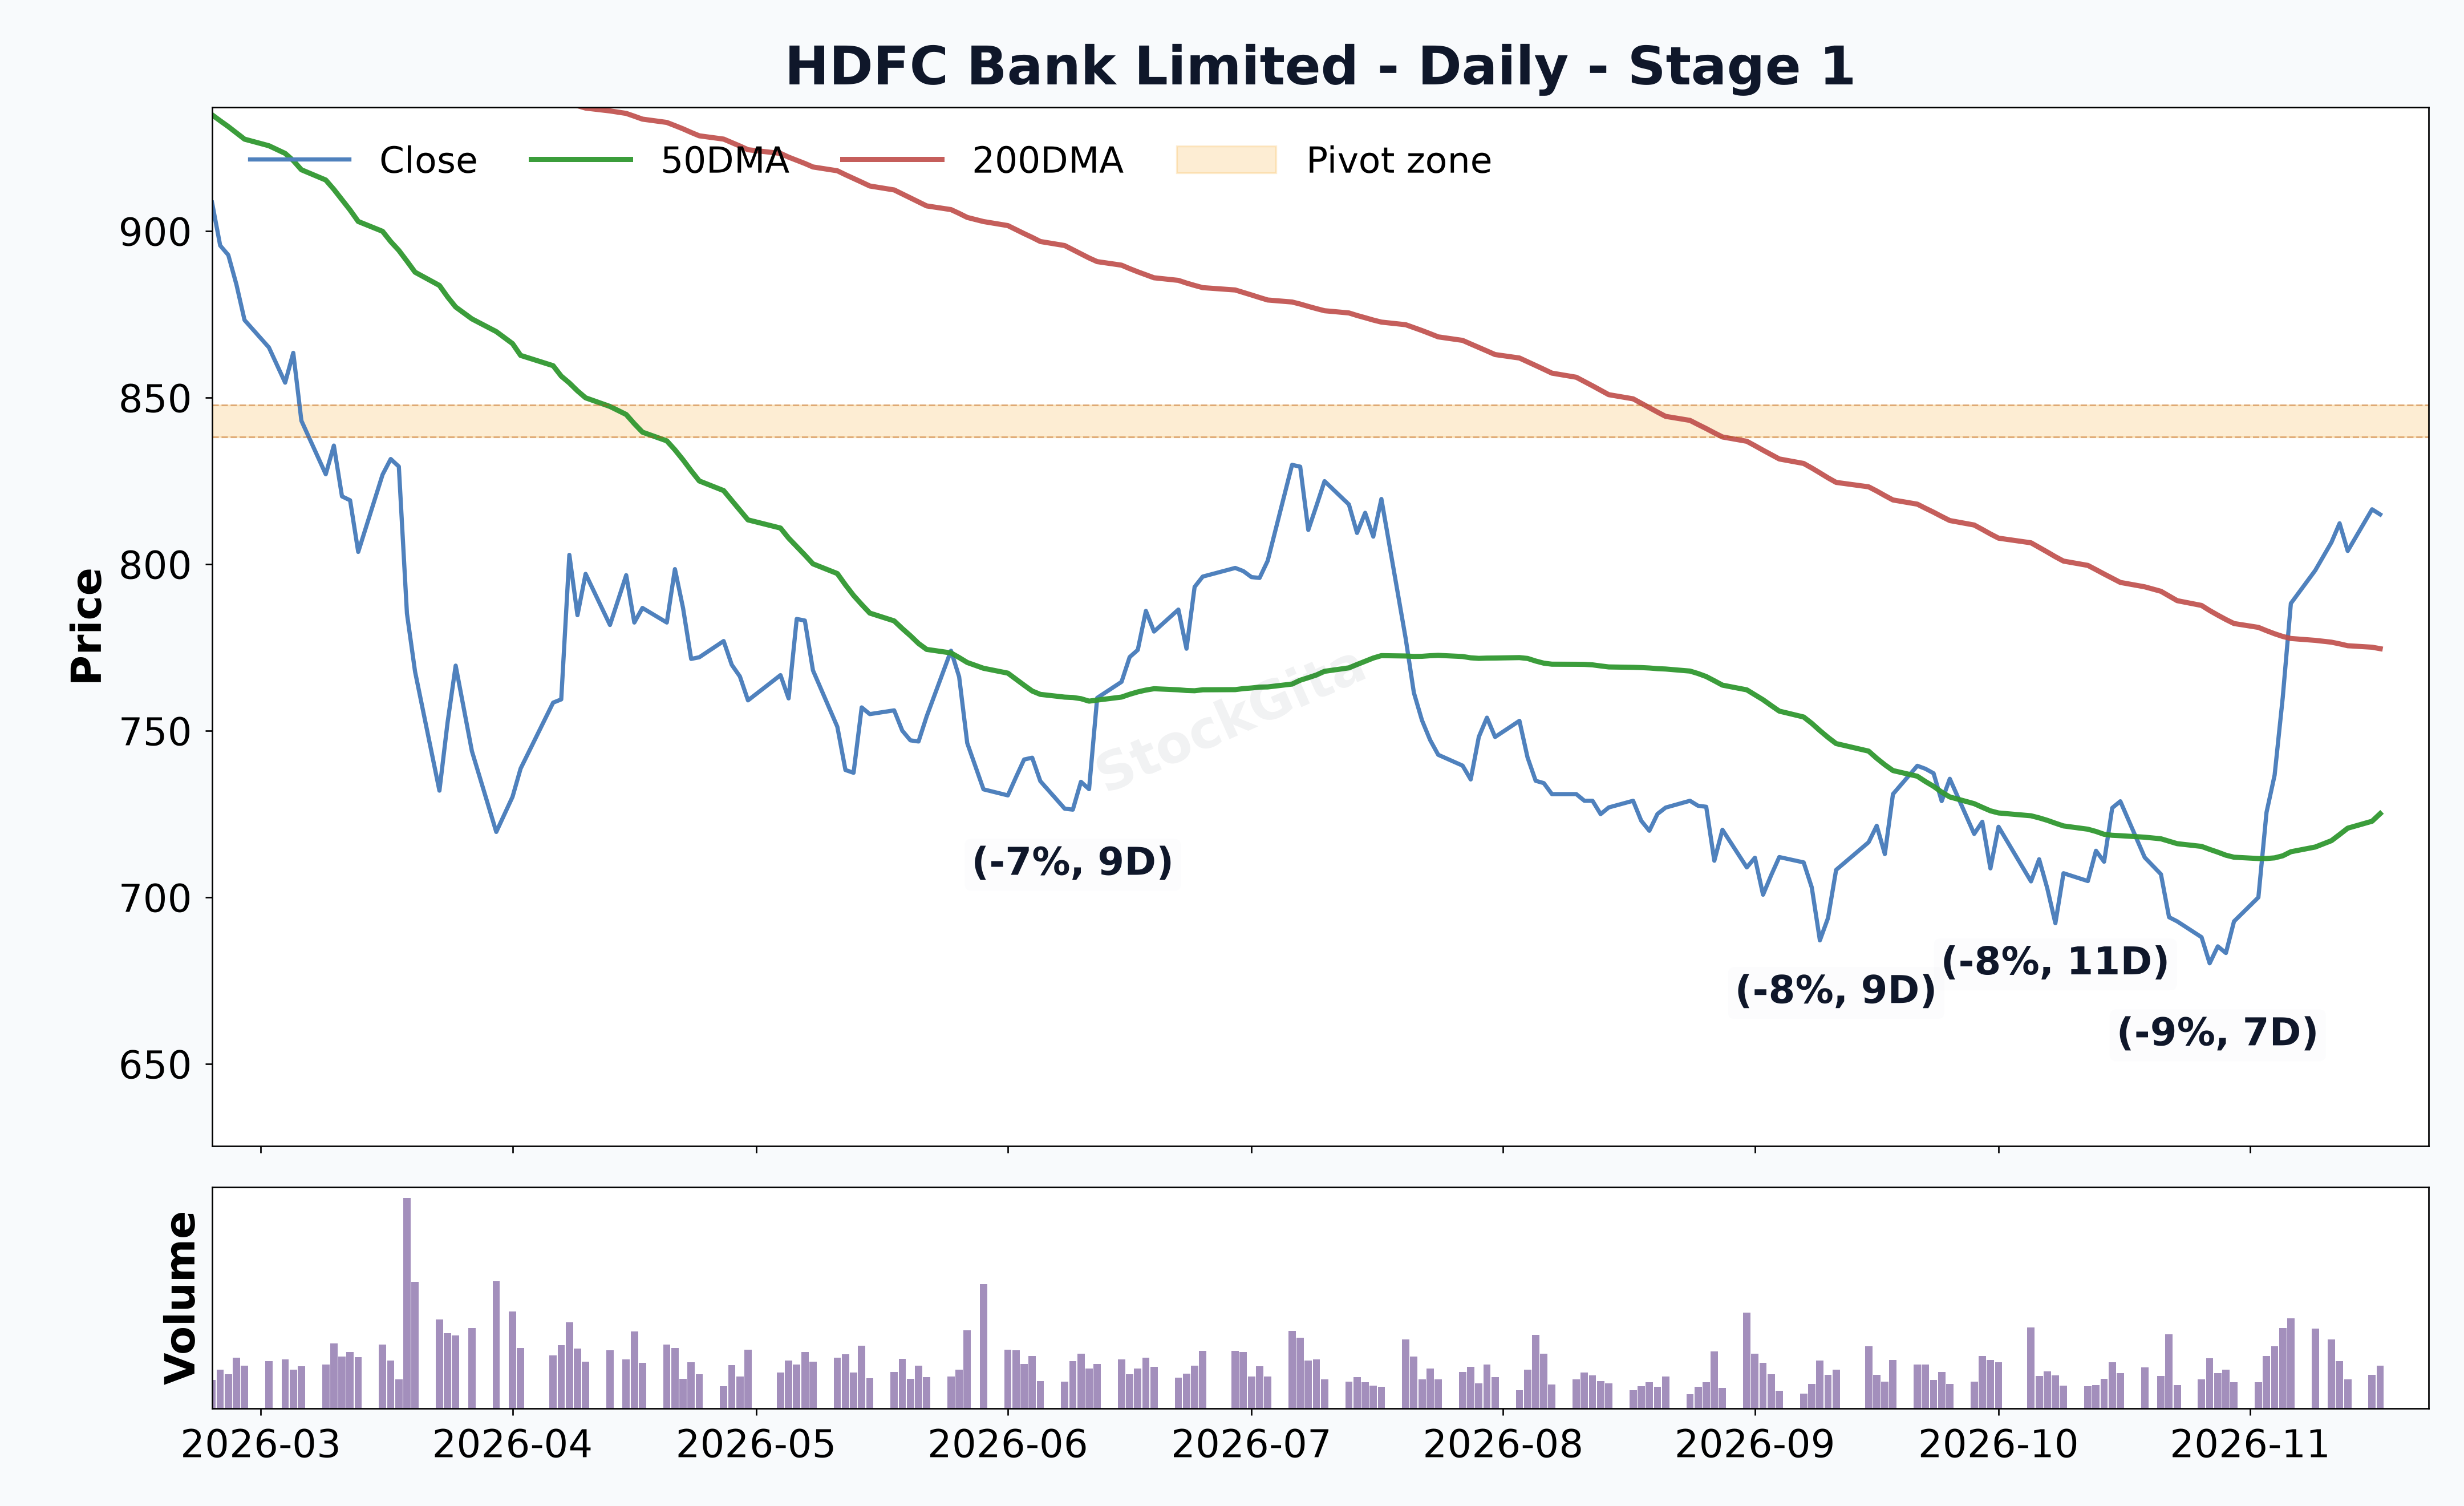 HDFC Bank Limited - Daily - Stage 1
Close 50DMA 200DMA Pivot zone
900
850
800
750
700
650
Price
StockGita
(-7%, 9D)
(-8%, 9D)
(-8%, 11D)
(-9%, 7D)
Volume
2026-03 2026-04 2026-05 2026-06 2026-07 2026-08 2026-09 2026-10 2026-11